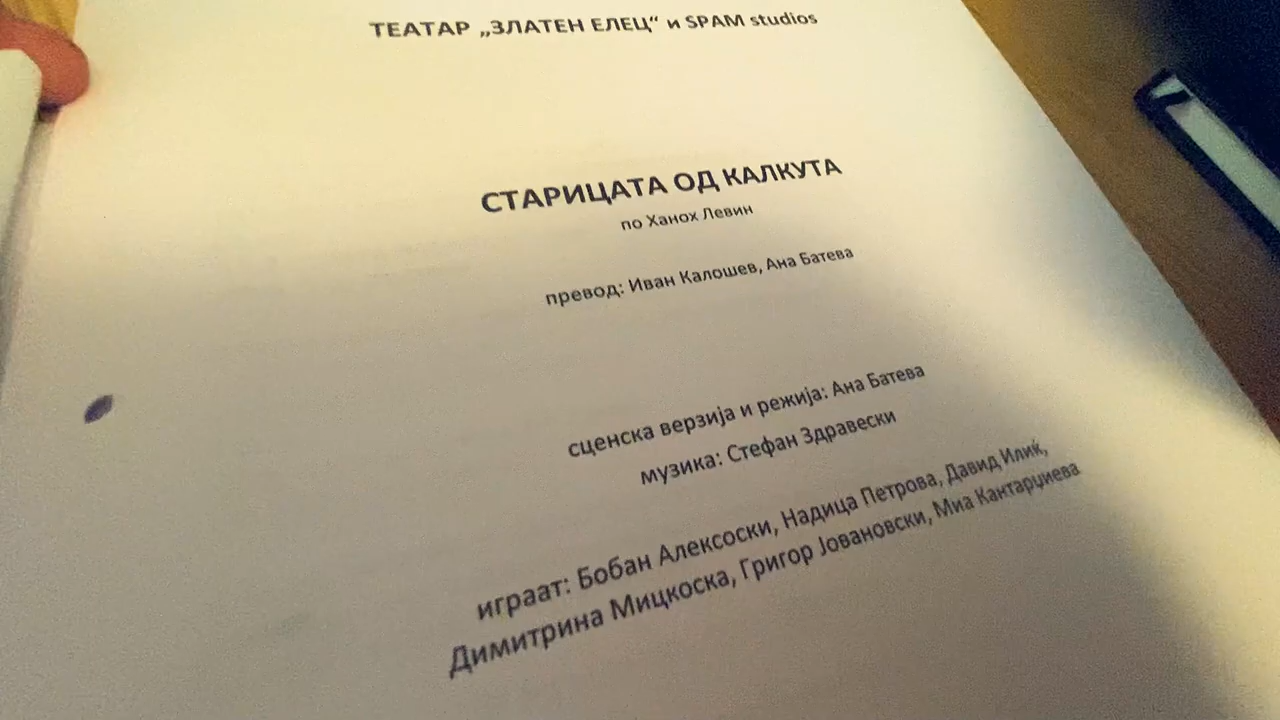 ТЕАТАР „ЗЛАТЕН ЕЛЕЦ“ и SPAM studios
СТАРИЦАТА ОД КАЛКУТА
по Ханох Левин
превод: Иван Калошев, Ана Батева
сценска верзија и режија: Ана Батева
музика: Стефан Здравески
играат: Бобан Алексоски, Надица Петрова, Давид Илиќ,
Димитрина Мицкоска, Григор Јовановски, Миа Кантарџиева